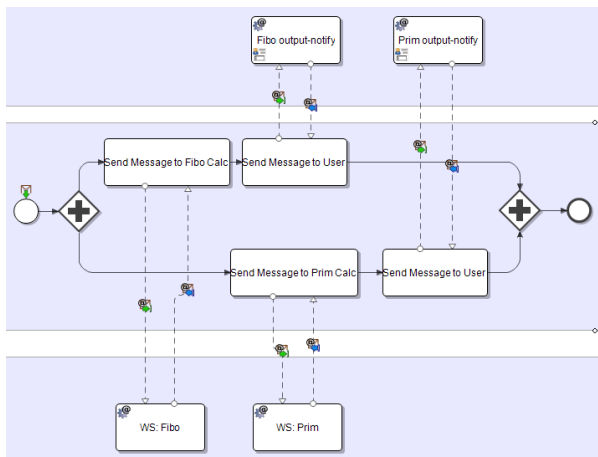 Fibo output-notify
Prim output-notify
Send Message to Fibo Calc
Send Message to User
Send Message to Prim Calc
Send Message to User
WS: Fibo
WS: Prim